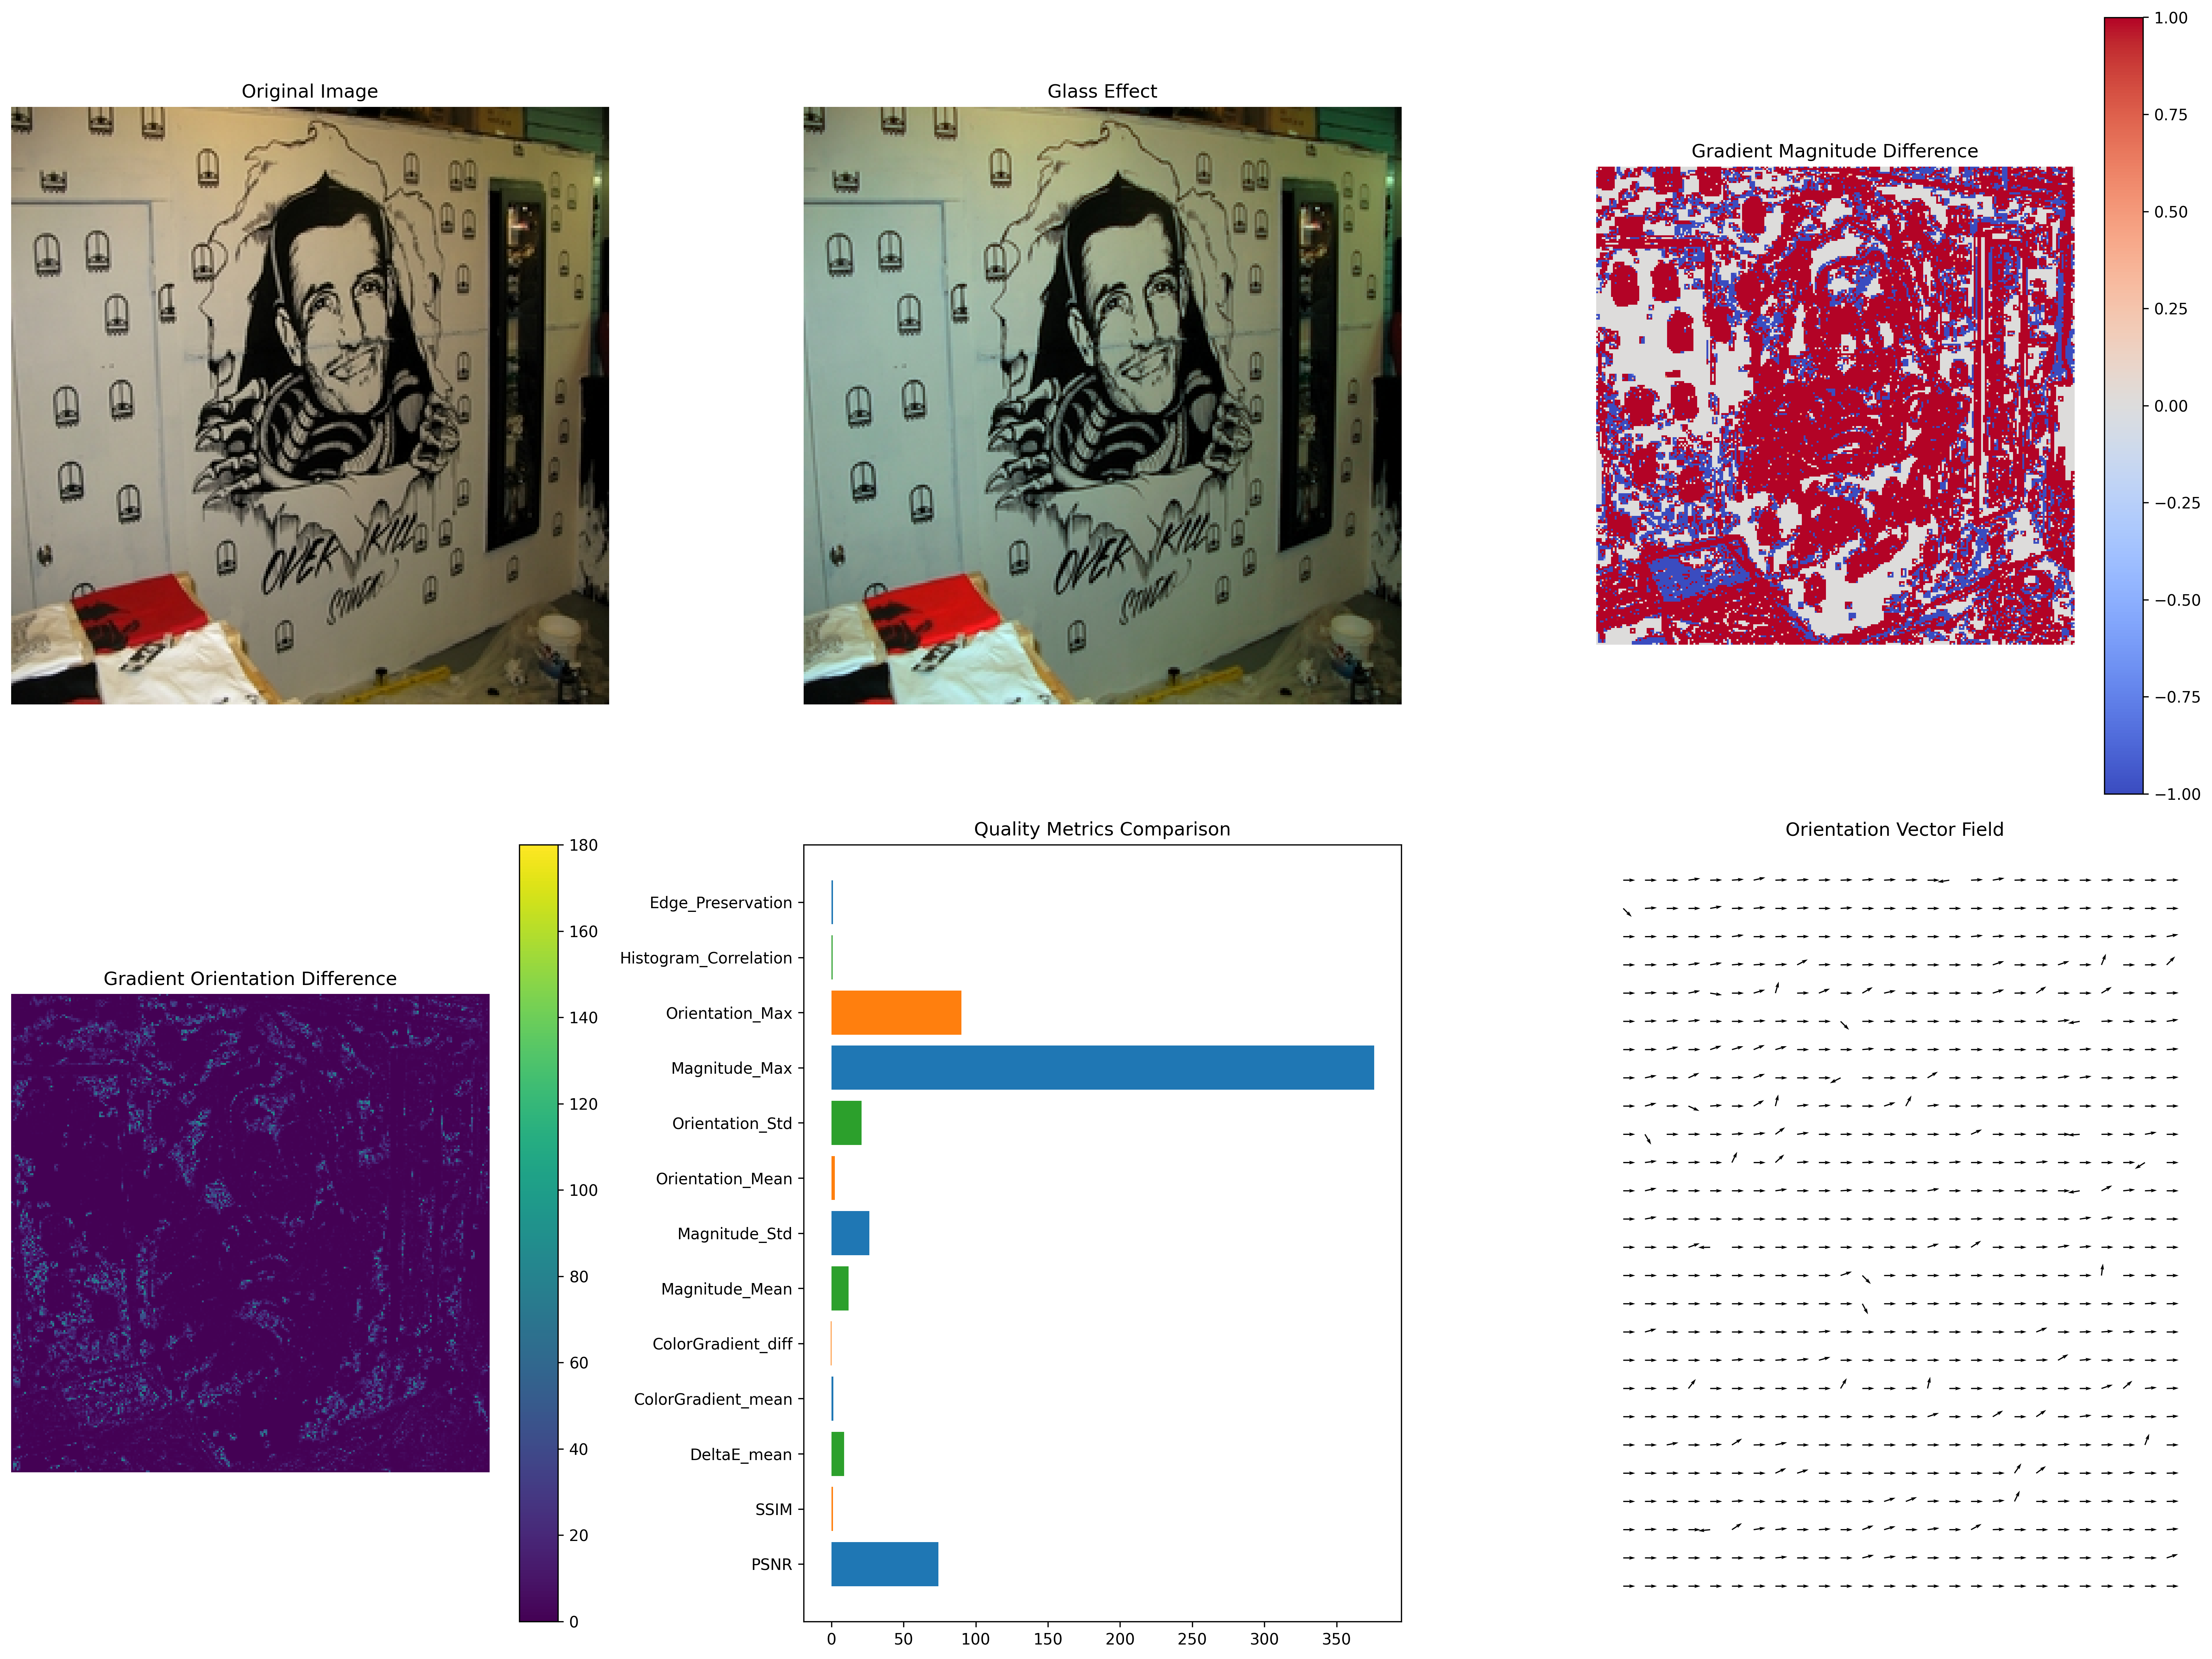 Original Image
Glass Effect
Gradient Magnitude Difference
1.00
0.75
0.50
0.25
0.00
−0.25
−0.50
−0.75
−1.00
OVER KILL
STUDIO
OVER KILL
STUDIO
Gradient Orientation Difference
180
160
140
120
100
80
60
40
20
0
Quality Metrics Comparison
Edge_Preservation
Histogram_Correlation
Orientation_Max
Magnitude_Max
Orientation_Std
Orientation_Mean
Magnitude_Std
Magnitude_Mean
ColorGradient_diff
ColorGradient_mean
DeltaE_mean
SSIM
PSNR
0 50 100 150 200 250 300 350
Orientation Vector Field